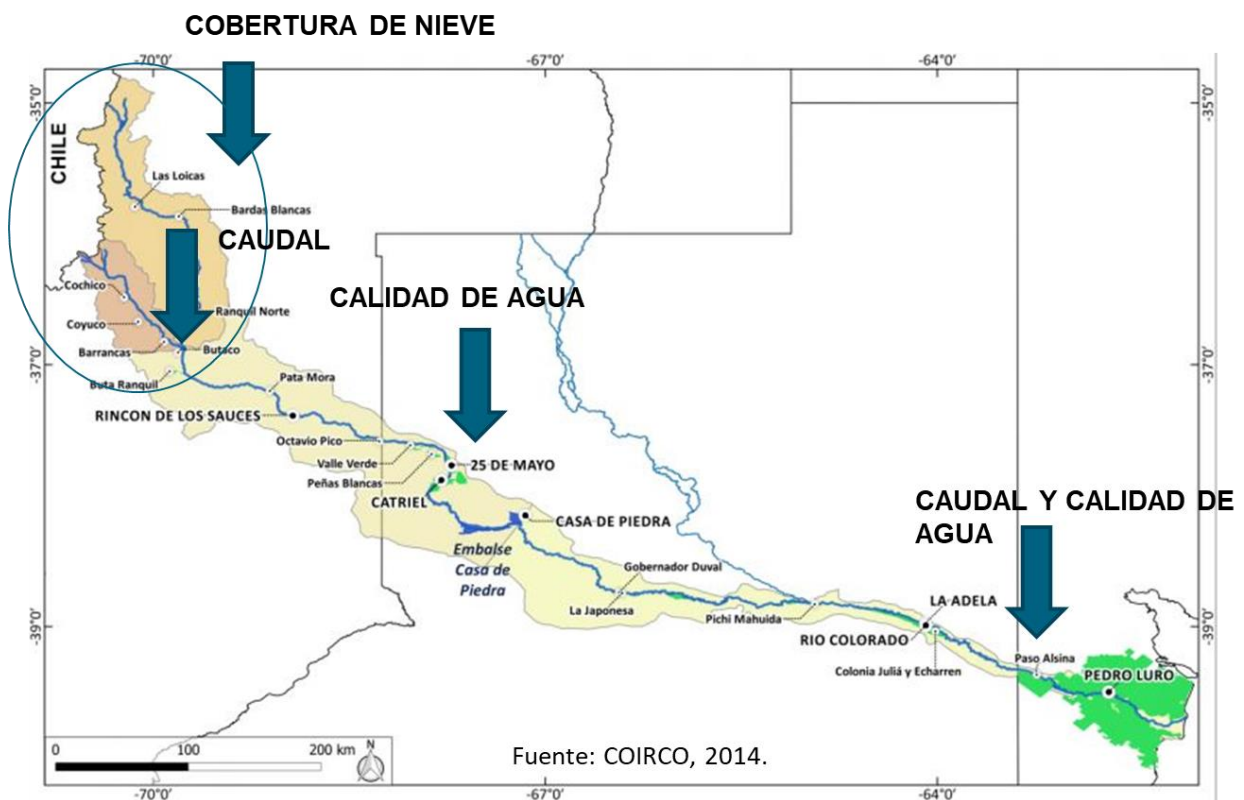 COBERTURA DE NIEVE
-70°0'
-67°0'
-64°0'
-35°0'
-35°0'
CHILE
Las Loicas
Bardas Blancas
CAUDAL
Cochico
CALIDAD DE AGUA
Ranquil Norte
Coyuco
Barrancas
Butaco
-37°0'
-37°0'
Buta Ranquil
Pata Mora
RINCON DE LOS SAUCES
Octavio Pico
Valle Verde
25 DE MAYO
Peñas Blancas
CATRIEL
CAUDAL Y CALIDAD DE
AGUA
CASA DE PIEDRA
Embalse
Casa de
Piedra
Gobernador Duval
La Japonesa
Pichi Mahuida
LA ADELA
-39°0'
-39°0'
RIO COLORADO
Paso Alsina
Colonia Juliá y Echarren
PEDRO LURO
0 100 200 km
N
Fuente: COIRCO, 2014.
-70°0'
-67°0'
-64°0'